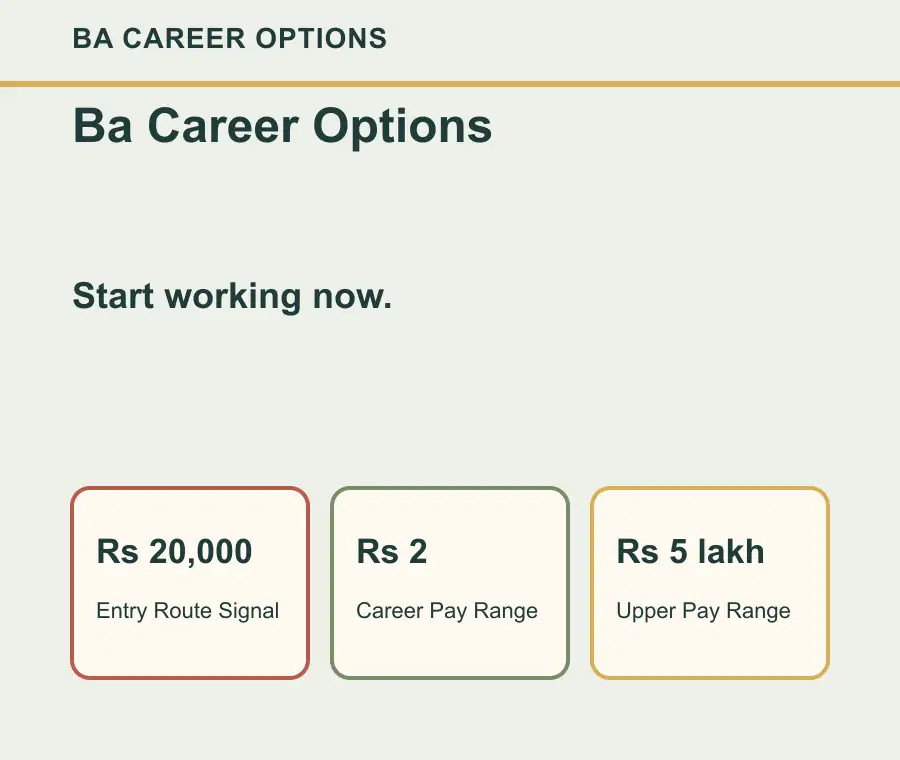 BA CAREER OPTIONS
Ba Career Options
Start working now.
Rs 20,000
Entry Route Signal
Rs 2
Career Pay Range
Rs 5 lakh
Upper Pay Range